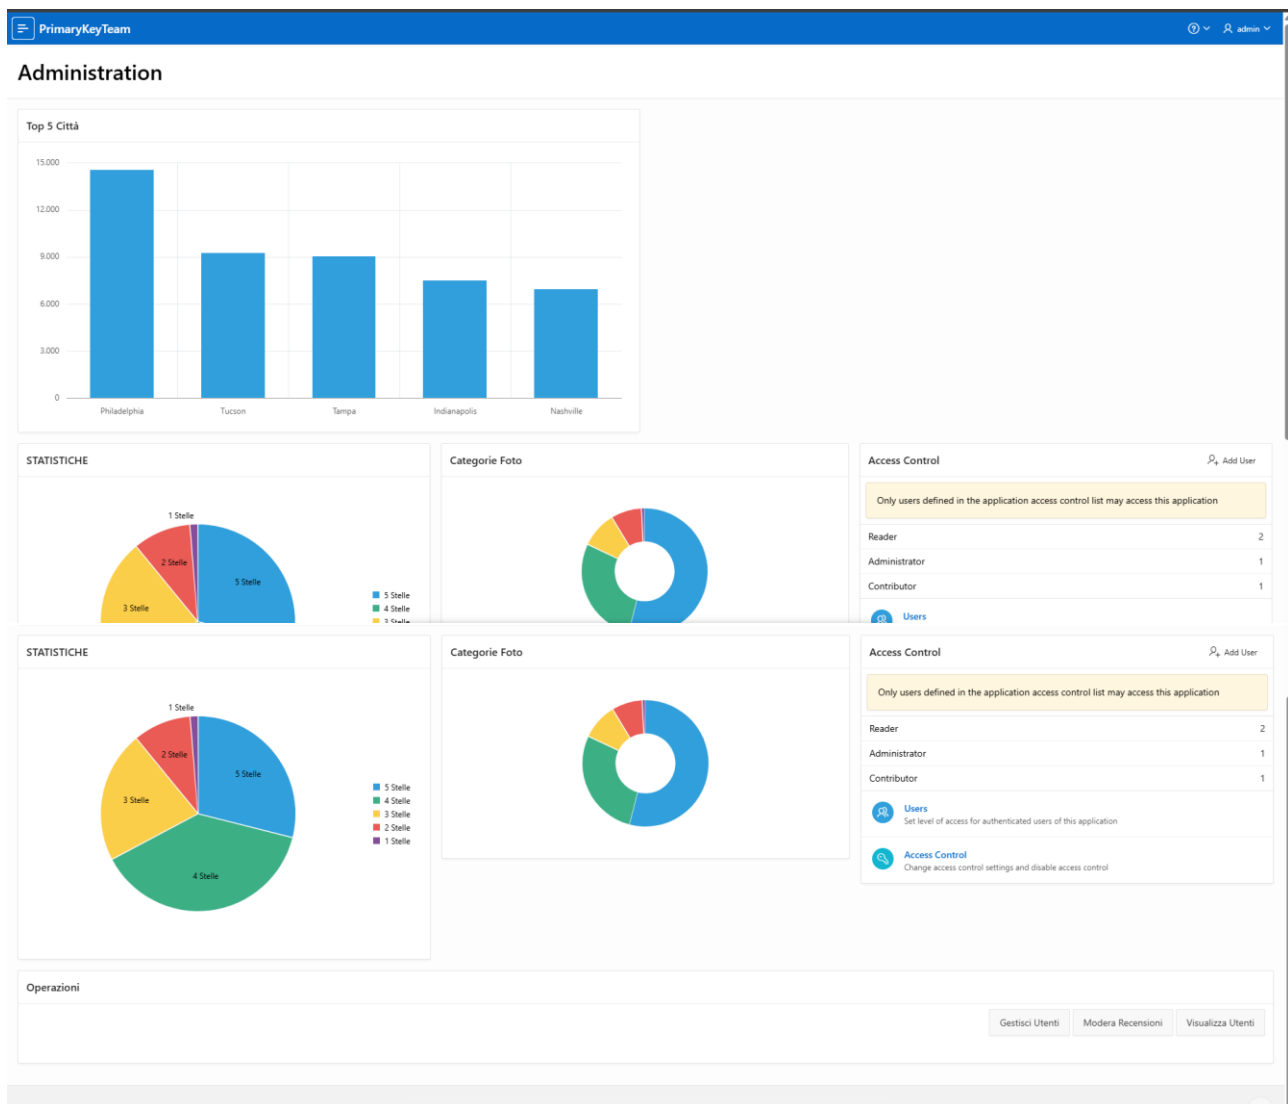 PrimaryKeyTeam
admin
Administration
Top 5 Città
15.000
12.000
9.000
6.000
3.000
0
Philadelphia
Tucson
Tampa
Indianapolis
Nashville
STATISTICHE
1 Stelle
2 Stelle
5 Stelle
3 Stelle
5 Stelle
4 Stelle
3 Stelle
Categorie Foto
Access Control
Add User
Only users defined in the application access control list may access this application
Reader 2
Administrator 1
Contributor 1
Users
STATISTICHE
1 Stelle
2 Stelle
5 Stelle
3 Stelle
4 Stelle
5 Stelle
4 Stelle
3 Stelle
2 Stelle
1 Stelle
Categorie Foto
Access Control
Add User
Only users defined in the application access control list may access this application
Reader 2
Administrator 1
Contributor 1
Users
Set level of access for authenticated users of this application
Access Control
Change access control settings and disable access control
Operazioni
Gestisci Utenti
Modera Recensioni
Visualizza Utenti